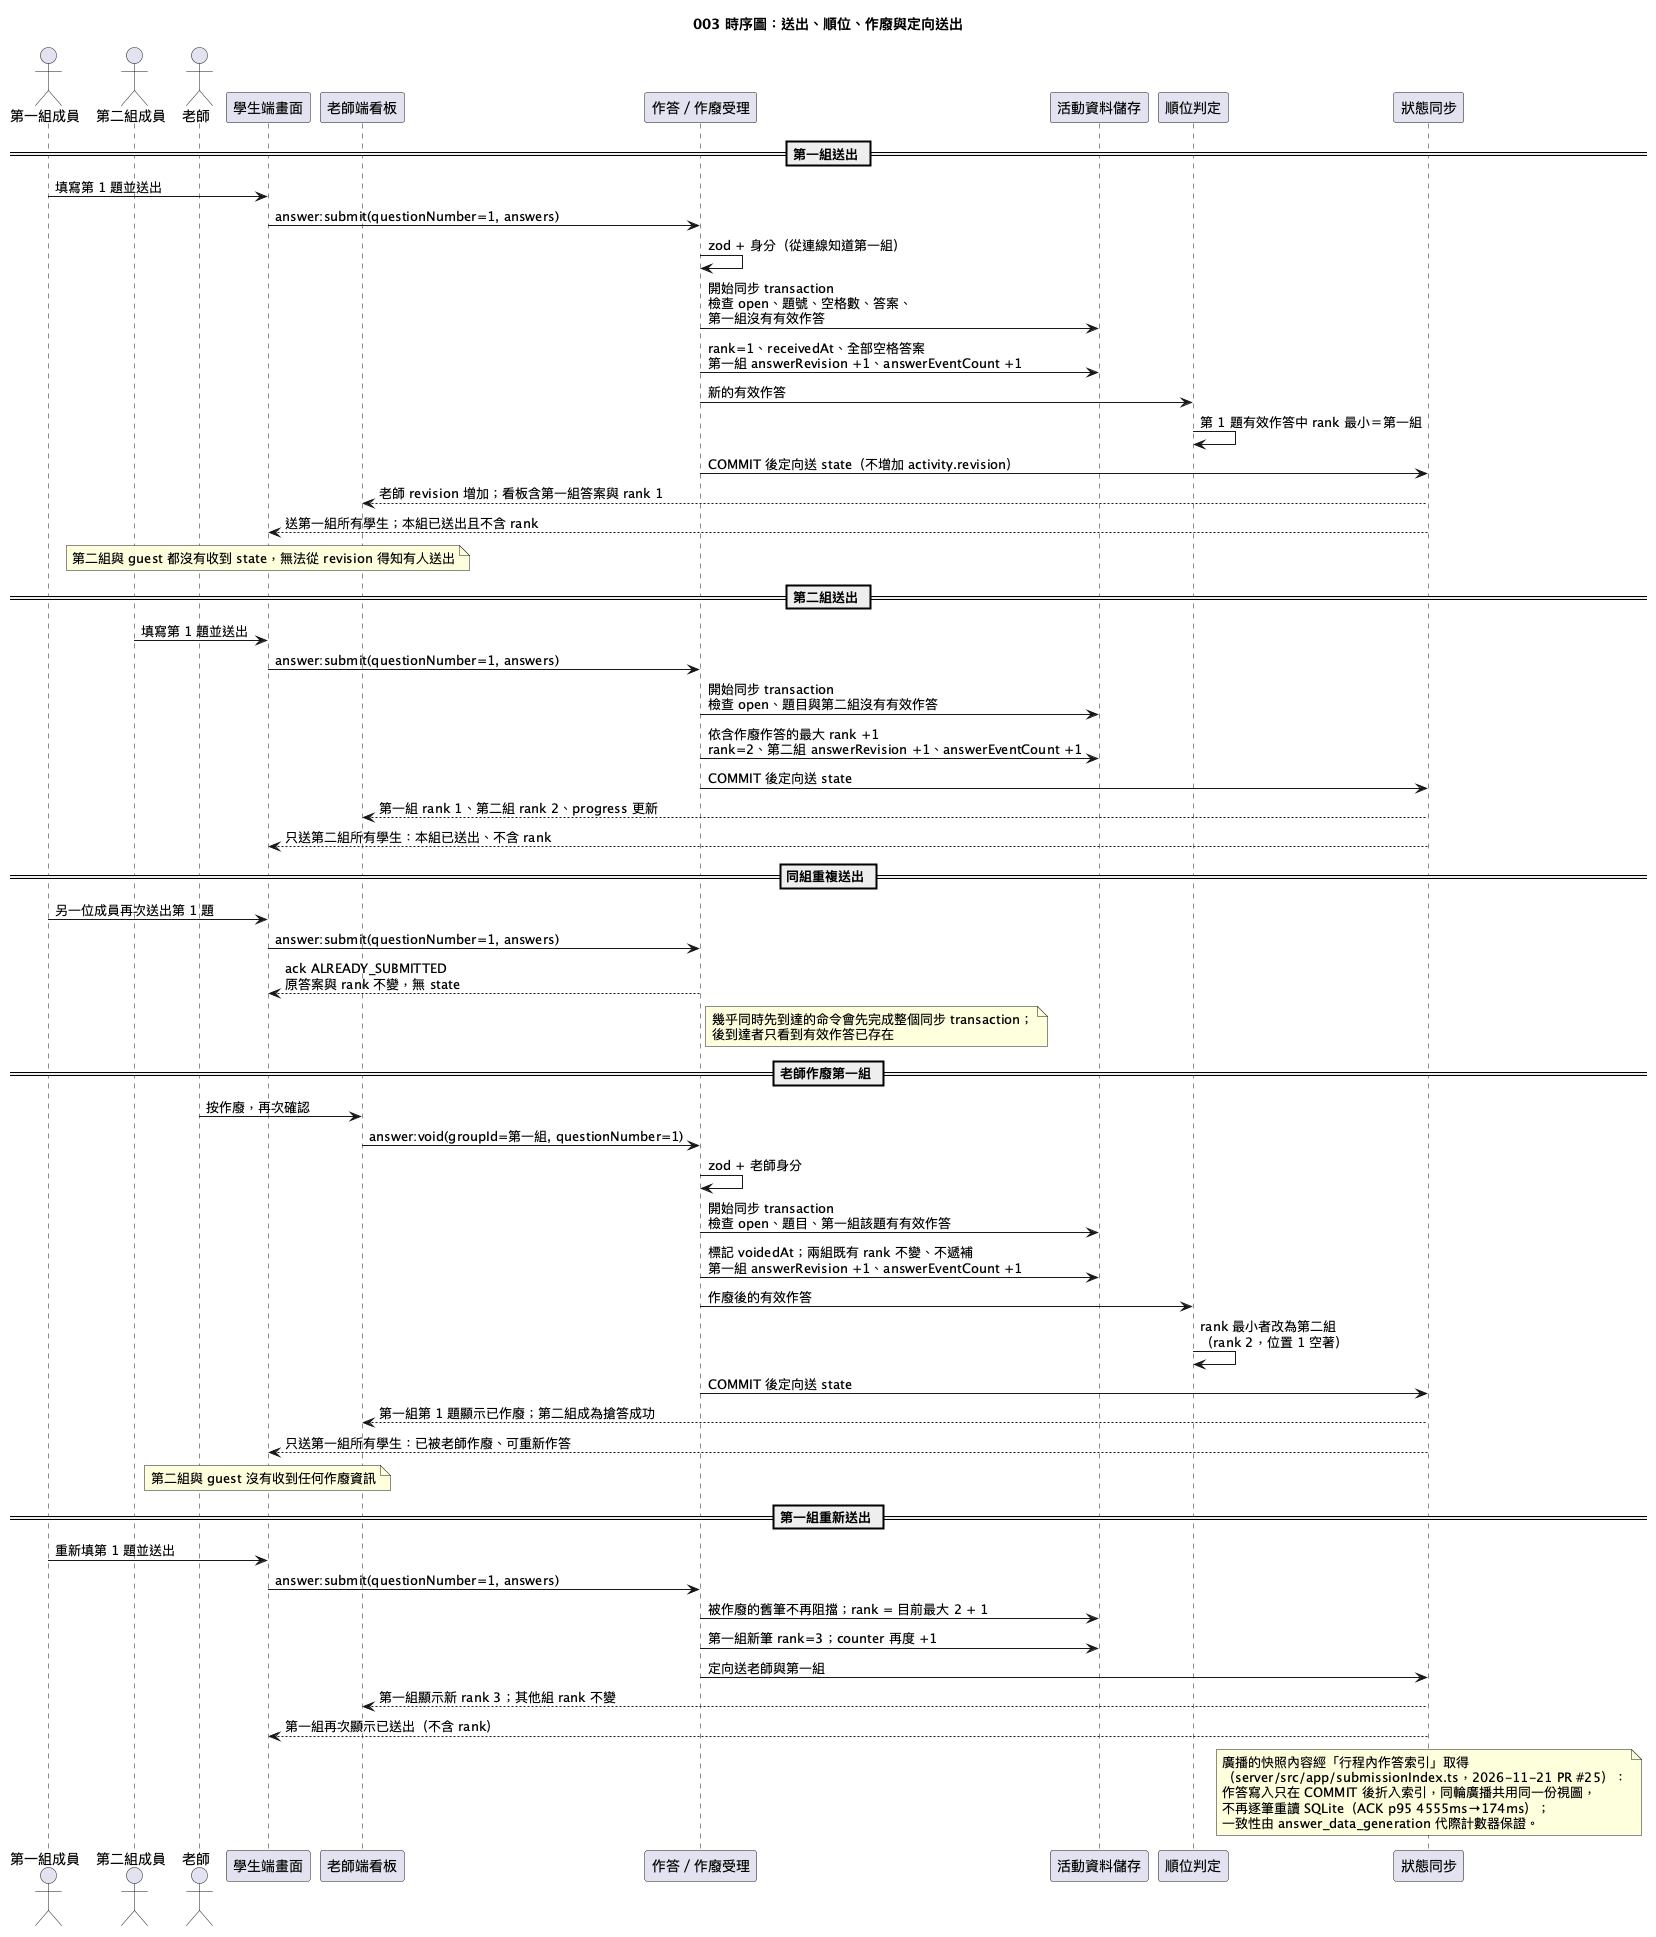 003 時序圖：送出、順位、作廢與定向送出
第一組成員
第二組成員
老師
學生端畫面
老師端看板
作答 / 作廢受理
活動資料儲存
順位判定
狀態同步
第一組送出
填寫第 1 題並送出
answer:submit(questionNumber=1, answers)
zod + 身分（從連線知道第一組）
開始同步 transaction
檢查 open、題號、空格數、答案、
第一組沒有有效作答
rank=1、receivedAt、全部空格答案
第一組 answerRevision +1、answerEventCount +1
新的有效作答
第 1 題有效作答中 rank 最小＝第一組
COMMIT 後定向送 state（不增加 activity.revision）
老師 revision 增加；看板含第一組答案與 rank 1
送第一組所有學生；本組已送出且不含 rank
第二組與 guest 都沒有收到 state，無法從 revision 得知有人送出
第二組送出
填寫第 1 題並送出
answer:submit(questionNumber=1, answers)
開始同步 transaction
檢查 open、題目與第二組沒有有效作答
依含作廢作答的最大 rank +1
rank=2、第二組 answerRevision +1、answerEventCount +1
COMMIT 後定向送 state
第一組 rank 1、第二組 rank 2、progress 更新
只送第二組所有學生：本組已送出、不含 rank
同組重複送出
另一位成員再次送出第 1 題
answer:submit(questionNumber=1, answers)
ack ALREADY_SUBMITTED
原答案與 rank 不變，無 state
幾乎同時先到達的命令會先完成整個同步 transaction；
後到達者只看到有效作答已存在
老師作廢第一組
按作廢，再次確認
answer:void(groupId=第一組, questionNumber=1)
zod + 老師身分
開始同步 transaction
檢查 open、題目、第一組該題有有效作答
標記 voidedAt；兩組既有 rank 不變、不遞補
第一組 answerRevision +1、answerEventCount +1
作廢後的有效作答
rank 最小者改為第二組
（rank 2，位置 1 空著）
COMMIT 後定向送 state
第一組第 1 題顯示已作廢；第二組成為搶答成功
只送第一組所有學生：已被老師作廢、可重新作答
第二組與 guest 沒有收到任何作廢資訊
第一組重新送出
重新填第 1 題並送出
answer:submit(questionNumber=1, answers)
被作廢的舊筆不再阻擋；rank = 目前最大 2 + 1
第一組新筆 rank=3；counter 再度 +1
定向送老師與第一組
第一組顯示新 rank 3；其他組 rank 不變
第一組再次顯示已送出（不含 rank）
廣播的快照內容經「行程內作答索引」取得
（server/src/app/submissionIndex.ts，2026-11-21 PR #25）：
作答寫入只在 COMMIT 後折入索引，同輪廣播共用同一份視圖，
不再逐筆重讀 SQLite（ACK p95 4555ms→174ms）；
一致性由 answer_data_generation 代際計數器保證。
第一組成員
第二組成員
老師
學生端畫面
老師端看板
作答 / 作廢受理
活動資料儲存
順位判定
狀態同步